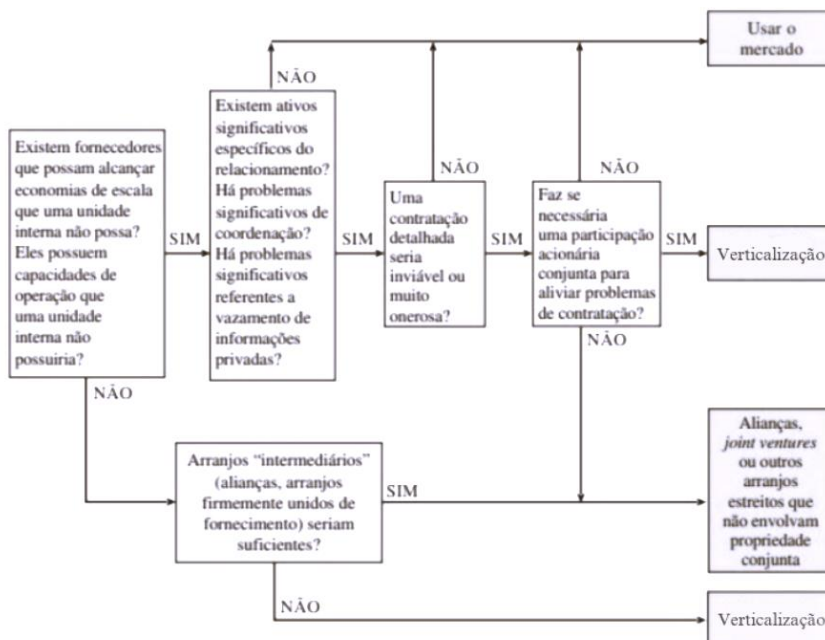 Usar o
mercado
NÃO
Existem fornecedores
que possam alcançar
economias de escala
que uma unidade
interna não possa?
Eles possuem
capacidades de
operação que
uma unidade
interna não
possuiria?
SIM
NÃO
Existem ativos
significativos
específicos do
relacionamento?
Há problemas
significativos de
coordenação?
Há problemas
significativos
referentes a
vazamento de
informações
privadas?
SIM
NÃO
Uma
contratação
detalhada
seria
inviável ou
muito
onerosa?
SIM
NÃO
Faz se
necessária
uma participação
acionária
conjunta para
aliviar problemas
de contratação?
SIM
Verticalização
NÃO
Arranjos “intermediários”
(alianças, arranjos
firmemente unidos de
fornecimento) seriam
suficientes?
SIM
Alianças,
joint ventures
ou outros
arranjos
estreitos que
não envolvam
propriedade
conjunta
NÃO
Verticalização